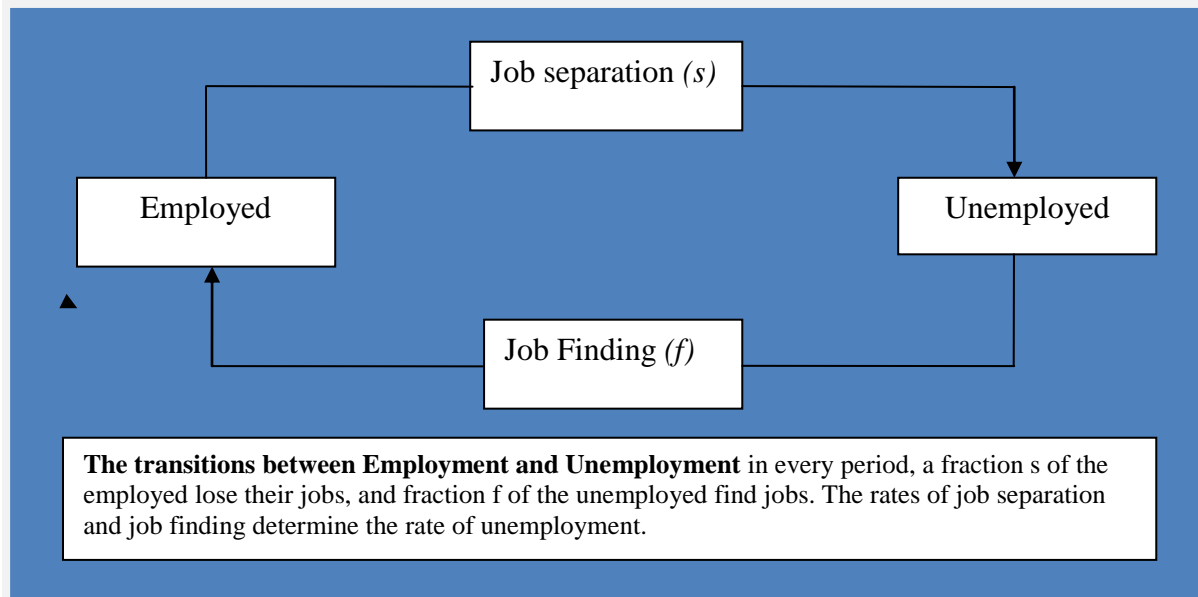 Job separation (s)
Employed
Unemployed
Job Finding (f)
The transitions between Employment and Unemployment in every period, a fraction s of the
employed lose their jobs, and fraction f of the unemployed find jobs. The rates of job separation
and job finding determine the rate of unemployment.